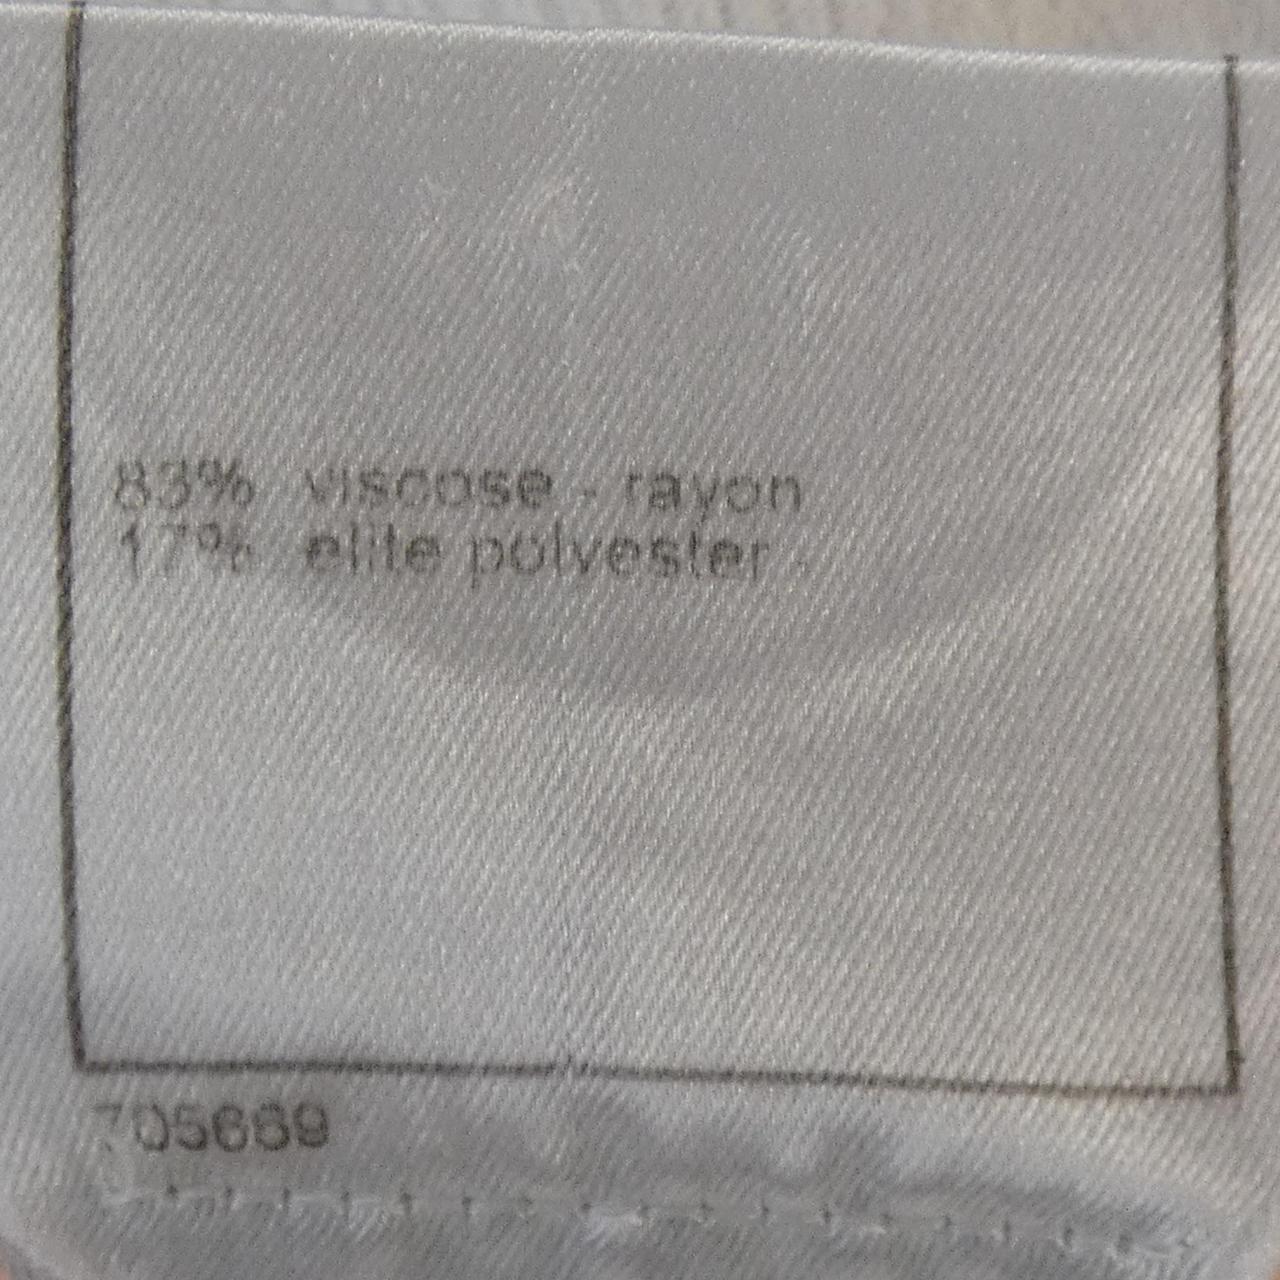 83% viscose - rayon
17% elite polyester -
705669